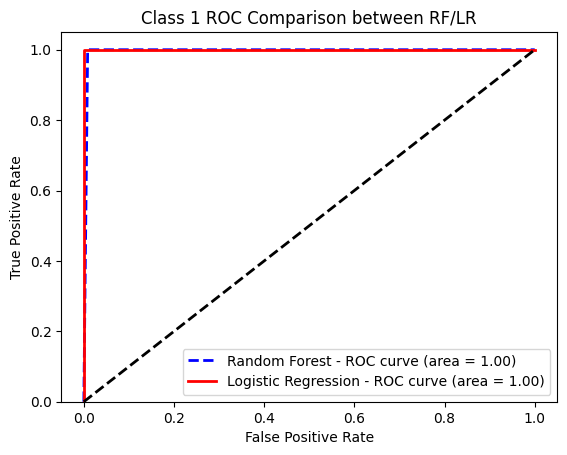 Class 1 ROC Comparison between RF/LR
True Positive Rate
1.0
0.8
0.6
0.4
0.2
0.0
Random Forest - ROC curve (area = 1.00)
Logistic Regression - ROC curve (area = 1.00)
0.0 0.2 0.4 0.6 0.8 1.0
False Positive Rate